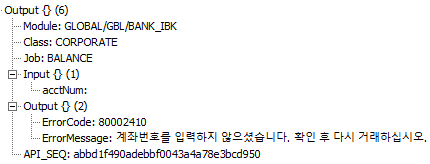 Output {} (6)
Module: GLOBAL/GBL/BANK_IBK
Class: CORPORATE
Job: BALANCE
Input {} (1)
acctNum:
Output {} (2)
ErrorCode: 80002410
ErrorMessage: 계좌번호를 입력하지 않으셨습니다. 확인 후 다시 거래하십시오.
API_SEQ: abbd1f490adebbf0043a4a78e3bcd950